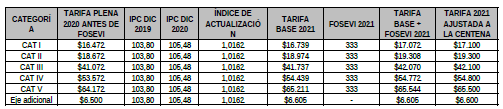 CATEGORÍA TARIFA PLENA 2020 ANTES DE FOSEVI IPC DIC 2019 IPC DIC 2020 ÍNDICE DE ACTUALIZACIÓN TARIFA BASE 2021 FOSEVI 2021 TARIFA BASE + FOSEVI 2021 TARIFA 2021 AJUSTADA A LA CENTENA
CAT I $16.472 103,80 105,48 1,0162 $16.739 333 $17.072 $17.100
CAT II $18.672 103,80 105,48 1,0162 $18.974 333 $19.308 $19.300
CAT III $41.072 103,80 105,48 1,0162 $41.737 333 $42.070 $42.100
CAT IV $53.572 103,80 105,48 1,0162 $54.439 333 $54.772 $54.800
CAT V $64.172 103,80 105,48 1,0162 $65.211 333 $65.544 $65.500
Eje adicional $6.500 103,80 105,48 1,0162 $6.605 - $6.605 $6.600